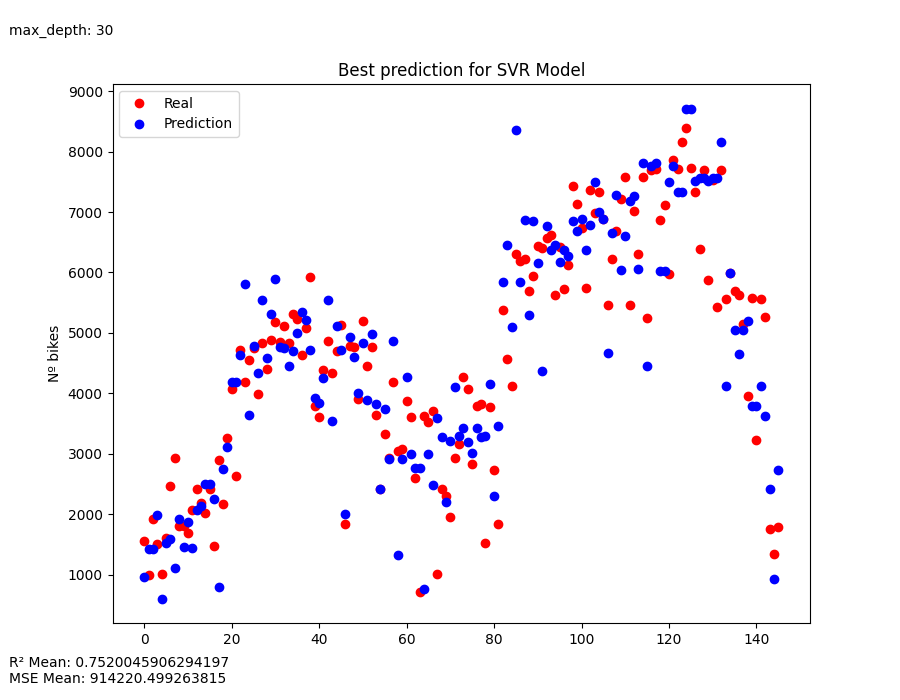 max_depth: 30
Best prediction for SVR Model
Real
Prediction
Nº bikes
9000
8000
7000
6000
5000
4000
3000
2000
1000
0 20 40 60 80 100 120 140
R² Mean: 0.7520045906294197
MSE Mean: 914220.499263815